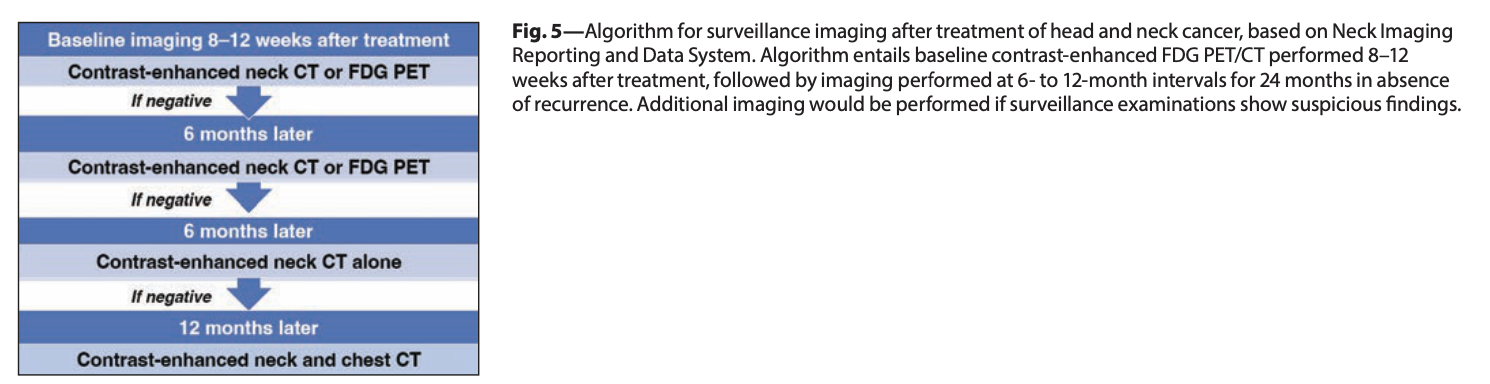 Baseline imaging 8–12 weeks after treatment
Contrast-enhanced neck CT or FDG PET
If negative
6 months later
Contrast-enhanced neck CT or FDG PET
If negative
6 months later
Contrast-enhanced neck CT alone
If negative
12 months later
Contrast-enhanced neck and chest CT
Fig. 5—Algorithm for surveillance imaging after treatment of head and neck cancer, based on Neck Imaging
Reporting and Data System. Algorithm entails baseline contrast-enhanced FDG PET/CT performed 8–12
weeks after treatment, followed by imaging performed at 6- to 12-month intervals for 24 months in absence
of recurrence. Additional imaging would be performed if surveillance examinations show suspicious findings.